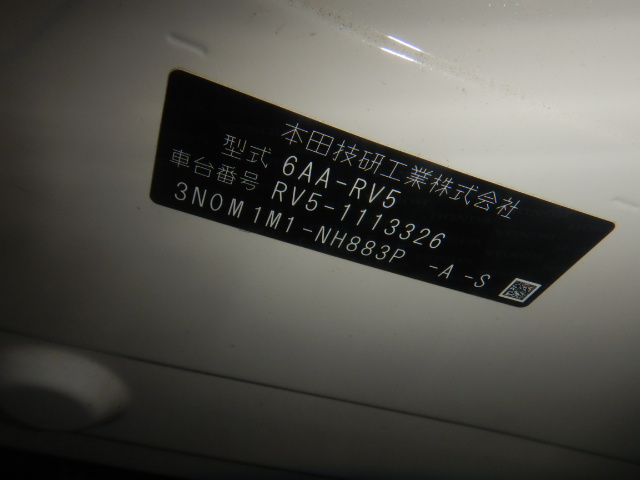 本田技研工業株式会社
型式 6AA-RV5
車台番号 RV5-1113326
3N0M1M1-NH883P -A -S